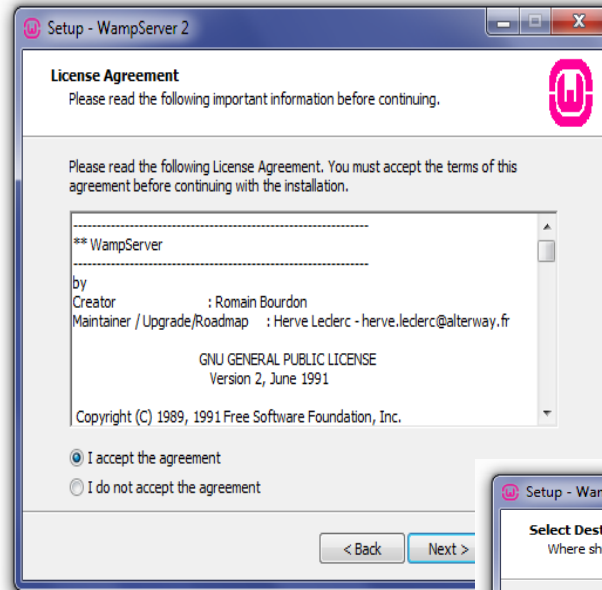 Setup - WampServer 2
License Agreement
Please read the following important information before continuing.
Please read the following License Agreement. You must accept the terms of this
agreement before continuing with the installation.
------------------------------------------------------------
** WampServer
------------------------------------------------------------
by
Creator : Romain Bourdon
Maintainer / Upgrade/Roadmap : Herve Leclerc - herve.leclerc@alterway.fr
GNU GENERAL PUBLIC LICENSE
Version 2, June 1991
Copyright (C) 1989, 1991 Free Software Foundation, Inc.
I accept the agreement
I do not accept the agreement
< Back
Next >
Setup - Wam
Select Dest
Where sh